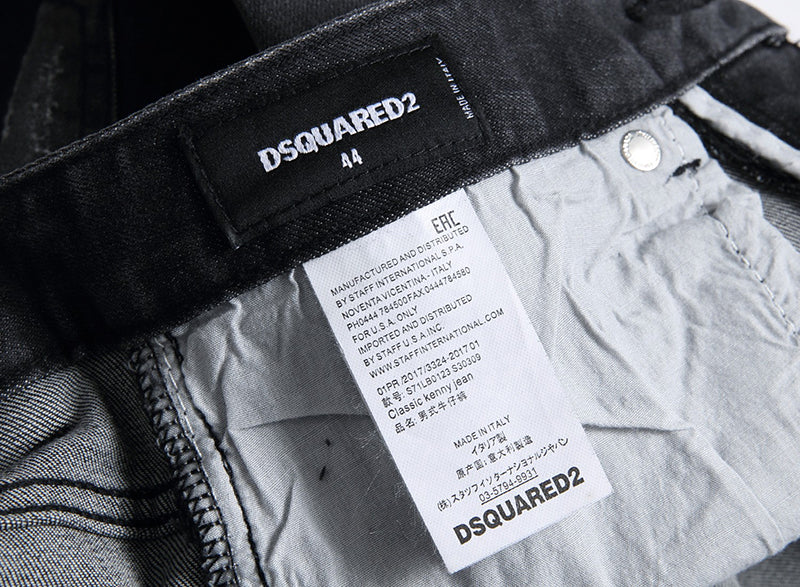 DSQUARED2
44
MADE IN ITALY
EAC
MANUFACTURED AND DISTRIBUTED
BY STAFF INTERNATIONAL S.P.A.
NOVENTA VICENTINA - ITALY
PH0444 784500FAX0444784580
FOR U.S.A. ONLY
IMPORTED AND DISTRIBUTED
BY STAFF U.S.A.INC.
WWW.STAFFINTERNATIONAL.COM
01PR /2017/3324-2017 01
款号: S71LB0123 S30309
Classic kenny jean
品名: 男式牛仔裤
MADE IN ITALY
イタリア製
原产国: 意大利制造
(株)スタッフインターナショナルジャパン
03-5794-9931
DSQUARED2